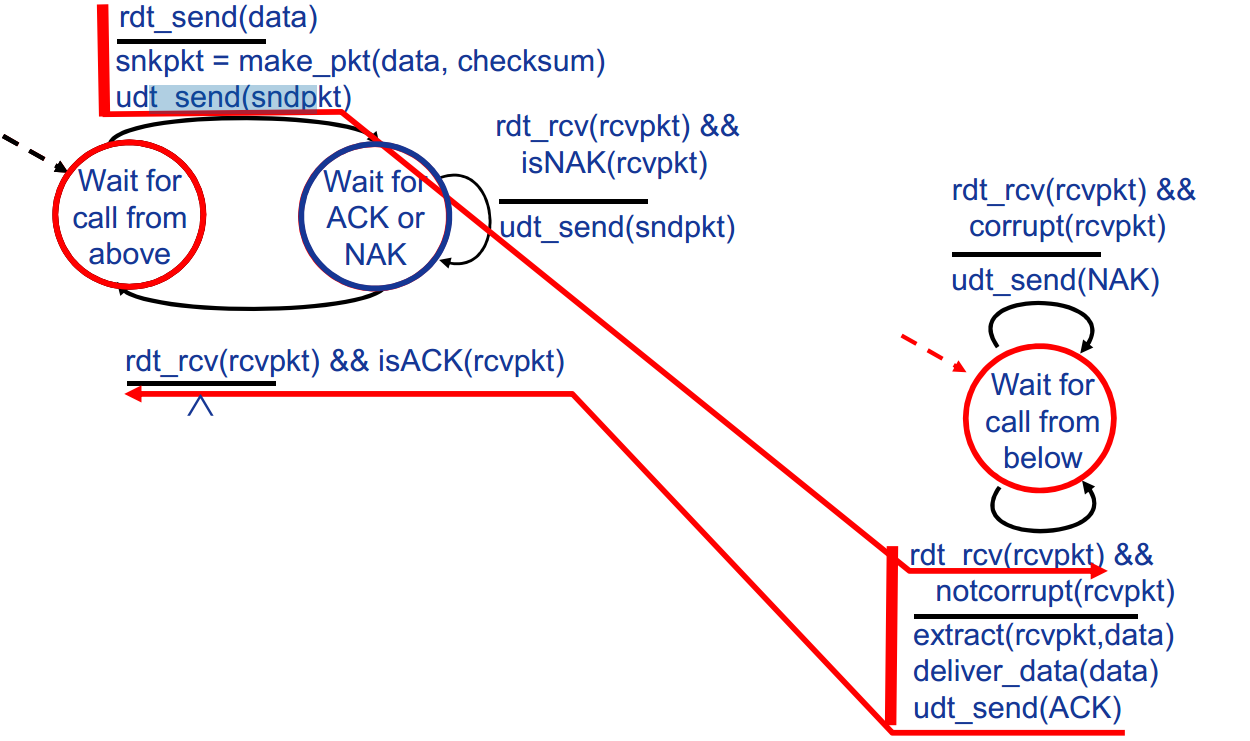 rdt_send(data)
snkpkt = make_pkt(data, checksum)
udt_send(sndpkt)
Wait for
call from
above
Wait for
ACK or
NAK
rdt_rcv(rcvpkt) &&
isNAK(rcvpkt)
udt_send(sndpkt)
rdt_rcv(rcvpkt) && isACK(rcvpkt)
Λ
rdt_rcv(rcvpkt) &&
corrupt(rcvpkt)
udt_send(NAK)
Wait for
call from
below
rdt_rcv(rcvpkt) &&
notcorrupt(rcvpkt)
extract(rcvpkt,data)
deliver_data(data)
udt_send(ACK)